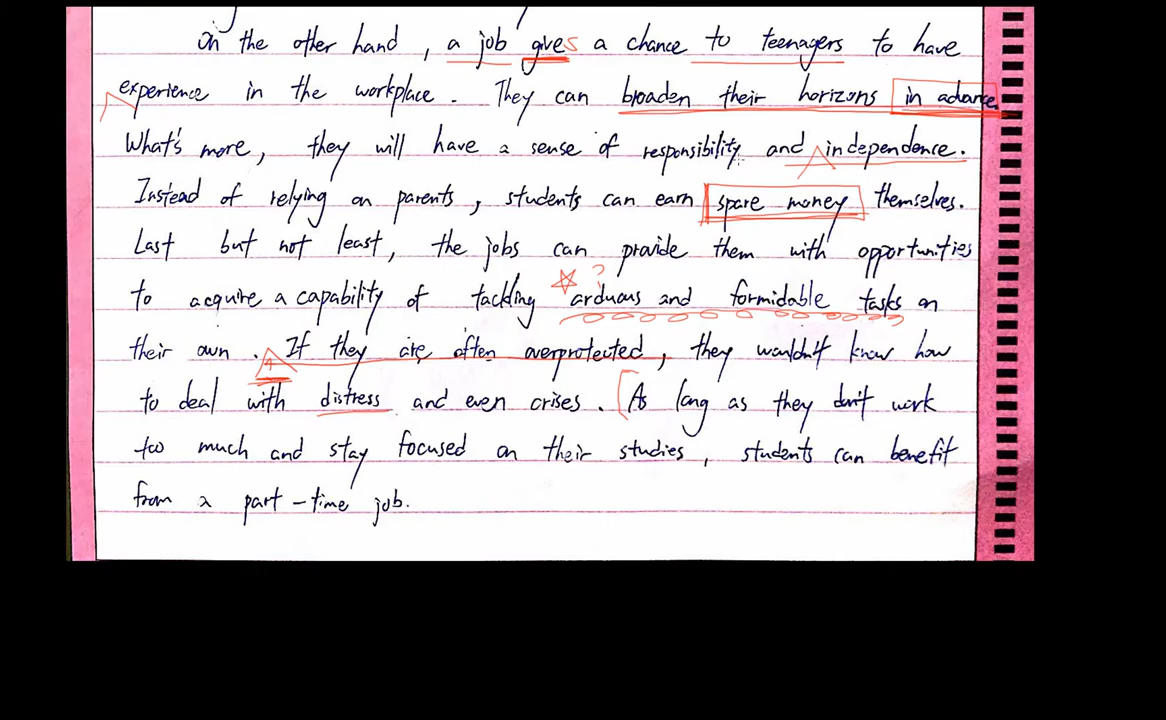 On the other hand, a job gives a chance to teenagers to have
experience in the workplace. They can broaden their horizons in advance.
What's more, they will have a sense of responsibility and independence.
Instead of relying on parents, students can earn spare money themselves.
Last but not least, the jobs can provide them with opportunities
to acquire a capability of tackling arduous and formidable tasks on
their own. If they are often overprotected, they wouldn't know how
to deal with distress and even crises. As long as they don't work
too much and stay focused on their studies, students can benefit
from a part-time job.